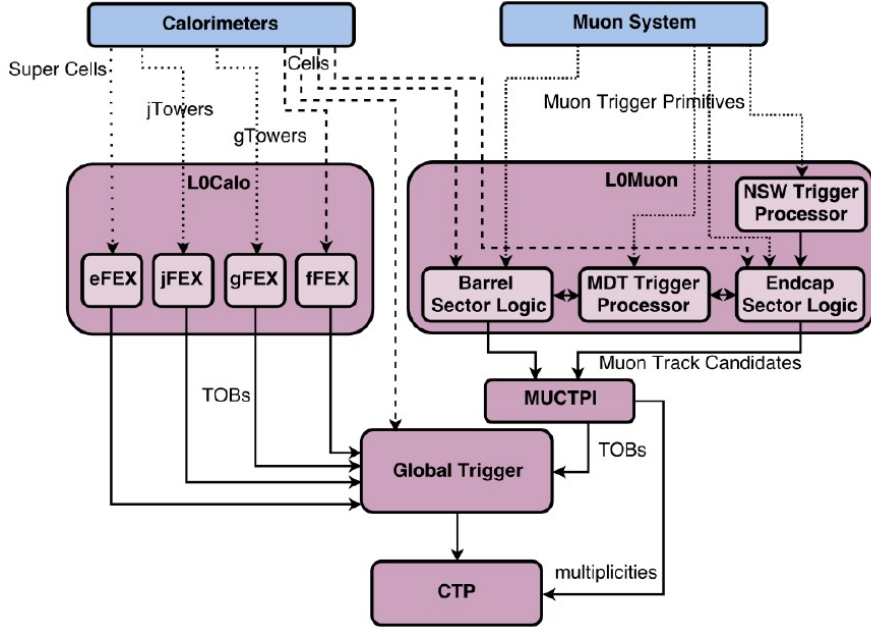 Calorimeters
Muon System
Super Cells
Cells
jTowers
Muon Trigger Primitives
gTowers
L0Calo
L0Muon
NSW Trigger
Processor
eFEX
jFEX
gFEX
fFEX
Barrel
Sector Logic
MDT Trigger
Processor
Endcap
Sector Logic
Muon Track Candidates
TOBs
MUCTPI
TOBs
Global Trigger
multiplicities
CTP